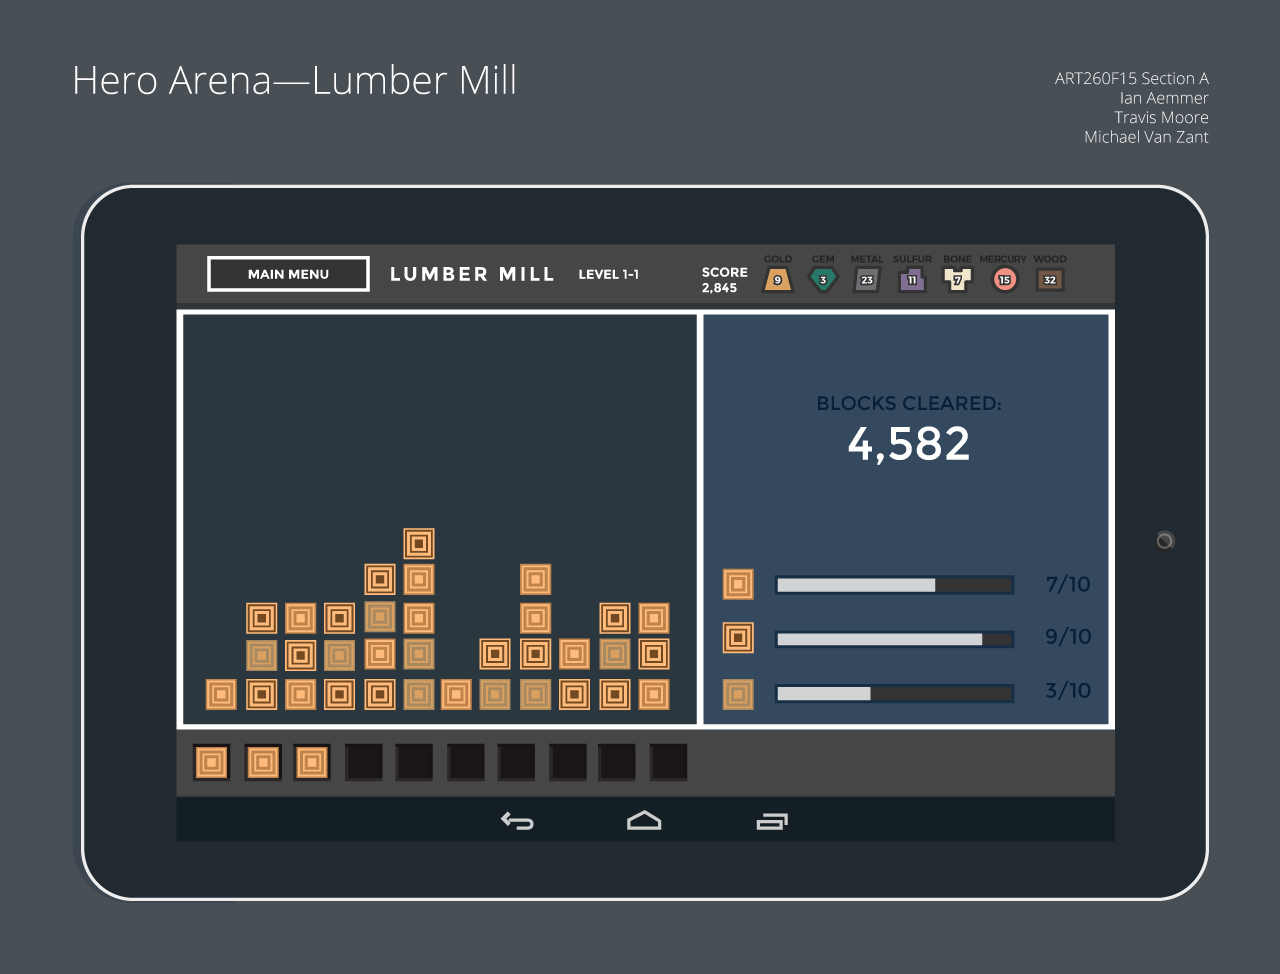 Hero Arena—Lumber Mill
ART260F15 Section A
Ian Aemmer
Travis Moore
Michael Van Zant
MAIN MENU
LUMBER MILL
LEVEL 1-1
SCORE
2,845
GOLD GEM METAL SULFUR BONE MERCURY WOOD
9 3 23 11 7 15 32
BLOCKS CLEARED:
4,582
7/10
9/10
3/10